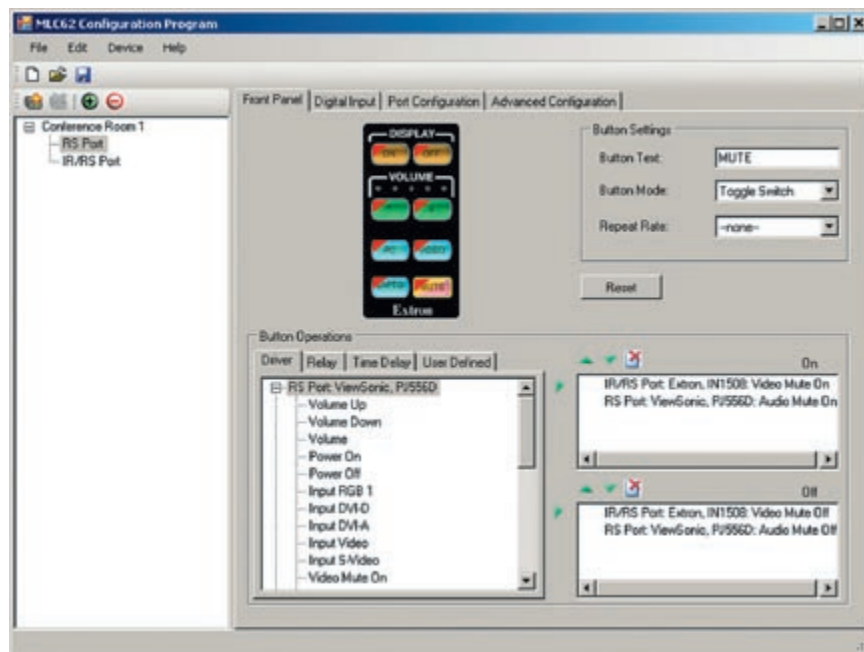 MLC62 Configuration Program
File Edit Device Help
Front Panel Digital Input Port Configuration Advanced Configuration
Conference Room 1
RS Port
IR/RS Port
DISPLAY
ON OFF
VOLUME
PC VIDEO
MUTE
Extron
Button Settings
Button Text: MUTE
Button Mode: Toggle Switch
Repeat Rate: -none-
Reset
Button Operations
Driver Relay Time Delay User Defined
RS Port: ViewSonic, PJ556D
Volume Up
Volume Down
Volume
Power On
Power Off
Input RGB 1
Input DVI-D
Input DVI-A
Input Video
Input S-Video
Video Mute On
On
IR/RS Port: Extron, IN1508: Video Mute On
RS Port: ViewSonic, PJ556D: Audio Mute On
Off
IR/RS Port: Extron, IN1508: Video Mute Off
RS Port: ViewSonic, PJ556D: Audio Mute Off